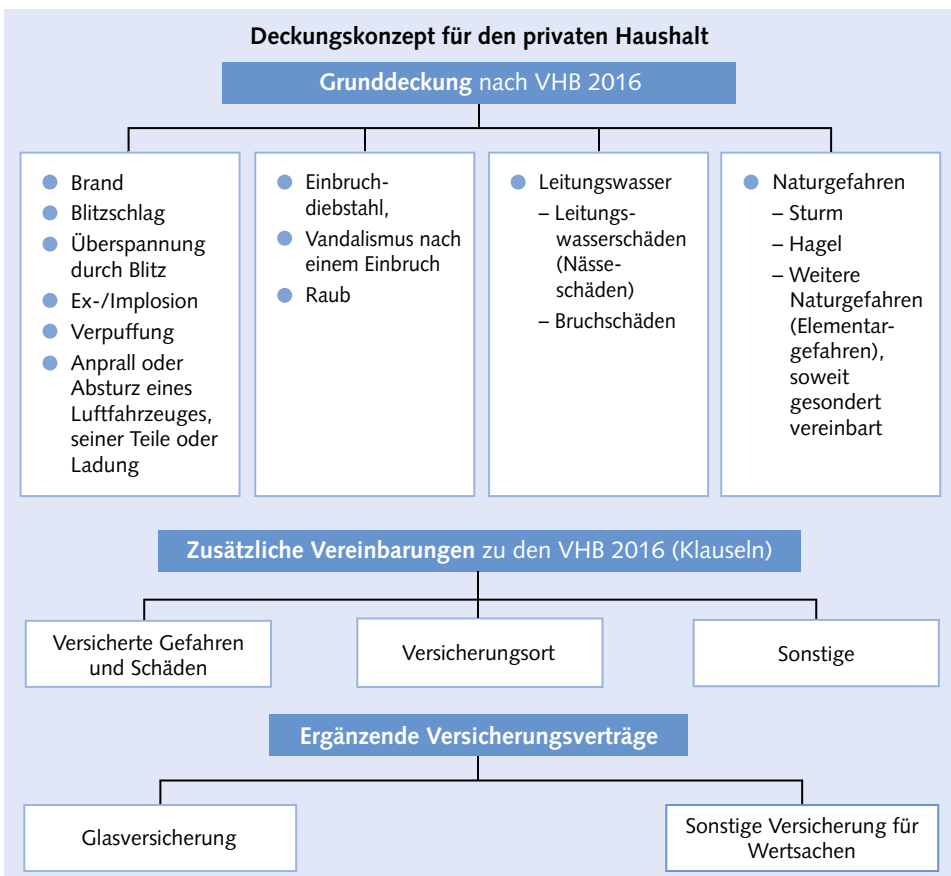 Deckungskonzept für den privaten Haushalt
Grunddeckung nach VHB 2016
Brand
Blitzschlag
Überspannung
durch Blitz
Ex-/Implosion
Verpuffung
Anprall oder
Absturz eines
Luftfahrzeuges,
seiner Teile oder
Ladung
Einbruch-
diebstahl,
Vandalismus nach
einem Einbruch
Raub
Leitungswasser
– Leitungs-
wasserschäden
(Nässe-
schäden)
– Bruchschäden
Naturgefahren
– Sturm
– Hagel
– Weitere
Naturgefahren
(Elementar-
gefahren),
soweit
gesondert
vereinbart
Zusätzliche Vereinbarungen zu den VHB 2016 (Klauseln)
Versicherte Gefahren
und Schäden
Versicherungsort
Sonstige
Ergänzende Versicherungsverträge
Glasversicherung
Sonstige Versicherung für
Wertsachen